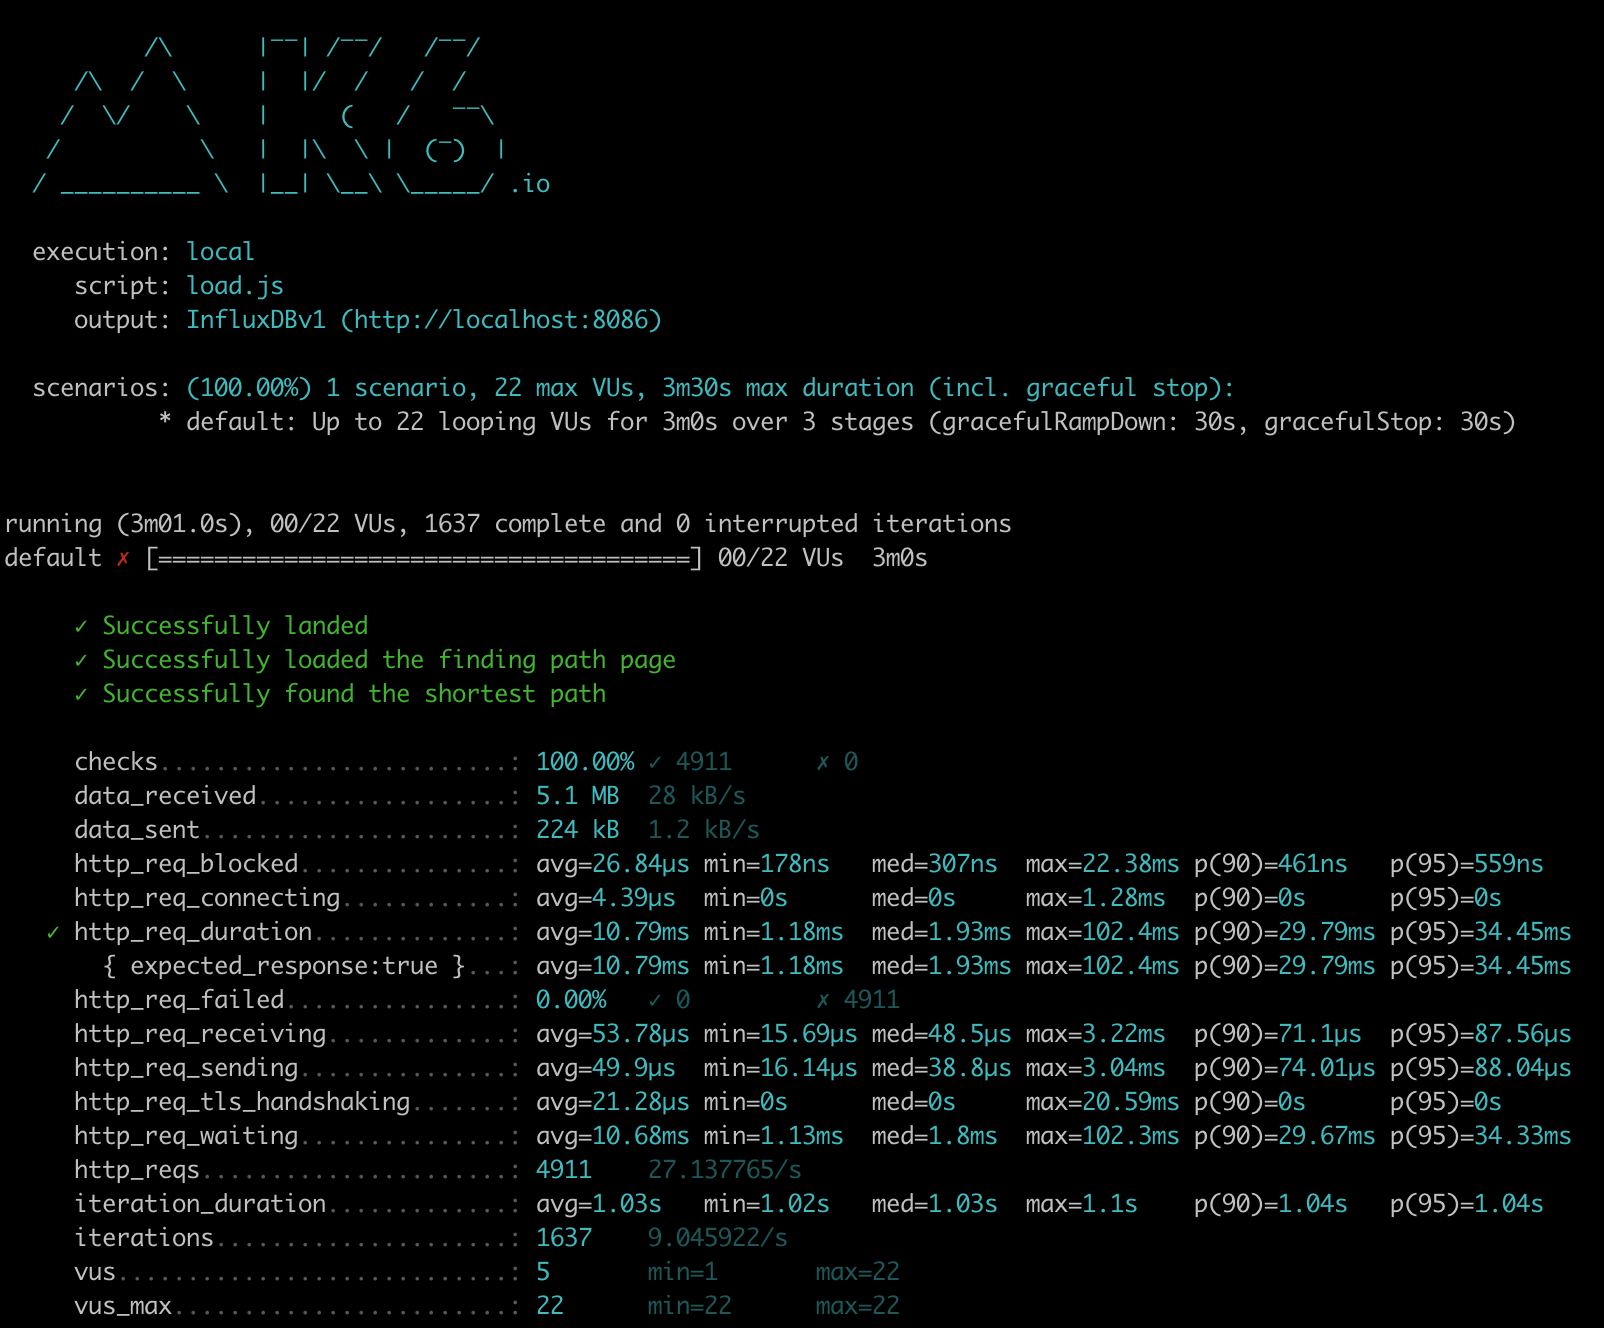 /\      |‾‾| /‾‾/   /‾‾/
     /\  /  \     |  |/  /   /  /
    /  \/    \    |     (   /   ‾‾\
   /          \   |  |\  \ |  (‾)  |
  / __________ \  |__| \__\ \_____/ .io

  execution: local
     script: load.js
     output: InfluxDBv1 (http://localhost:8086)

  scenarios: (100.00%) 1 scenario, 22 max VUs, 3m30s max duration (incl. graceful stop):
           * default: Up to 22 looping VUs for 3m0s over 3 stages (gracefulRampDown: 30s, gracefulStop: 30s)

running (3m01.0s), 00/22 VUs, 1637 complete and 0 interrupted iterations
default ✗ [======================================] 00/22 VUs  3m0s

     ✓ Successfully landed
     ✓ Successfully loaded the finding path page
     ✓ Successfully found the shortest path

     checks.........................: 100.00% ✓ 4911      ✗ 0
     data_received..................: 5.1 MB  28 kB/s
     data_sent......................: 224 kB  1.2 kB/s
     http_req_blocked...............: avg=26.84µs min=178ns   med=307ns  max=22.38ms p(90)=461ns   p(95)=559ns
     http_req_connecting............: avg=4.39µs  min=0s      med=0s     max=1.28ms  p(90)=0s      p(95)=0s
   ✓ http_req_duration..............: avg=10.79ms min=1.18ms  med=1.93ms max=102.4ms p(90)=29.79ms p(95)=34.45ms
       { expected_response:true }...: avg=10.79ms min=1.18ms  med=1.93ms max=102.4ms p(90)=29.79ms p(95)=34.45ms
     http_req_failed................: 0.00%   ✓ 0         ✗ 4911
     http_req_receiving.............: avg=53.78µs min=15.69µs med=48.5µs max=3.22ms  p(90)=71.1µs  p(95)=87.56µs
     http_req_sending...............: avg=49.9µs  min=16.14µs med=38.8µs max=3.04ms  p(90)=74.01µs p(95)=88.04µs
     http_req_tls_handshaking.......: avg=21.28µs min=0s      med=0s     max=20.59ms p(90)=0s      p(95)=0s
     http_req_waiting...............: avg=10.68ms min=1.13ms  med=1.8ms  max=102.3ms p(90)=29.67ms p(95)=34.33ms
     http_reqs......................: 4911    27.137765/s
     iteration_duration.............: avg=1.03s   min=1.02s   med=1.03s  max=1.1s    p(90)=1.04s   p(95)=1.04s
     iterations.....................: 1637    9.045922/s
     vus............................: 5       min=1       max=22
     vus_max........................: 22      min=22      max=22